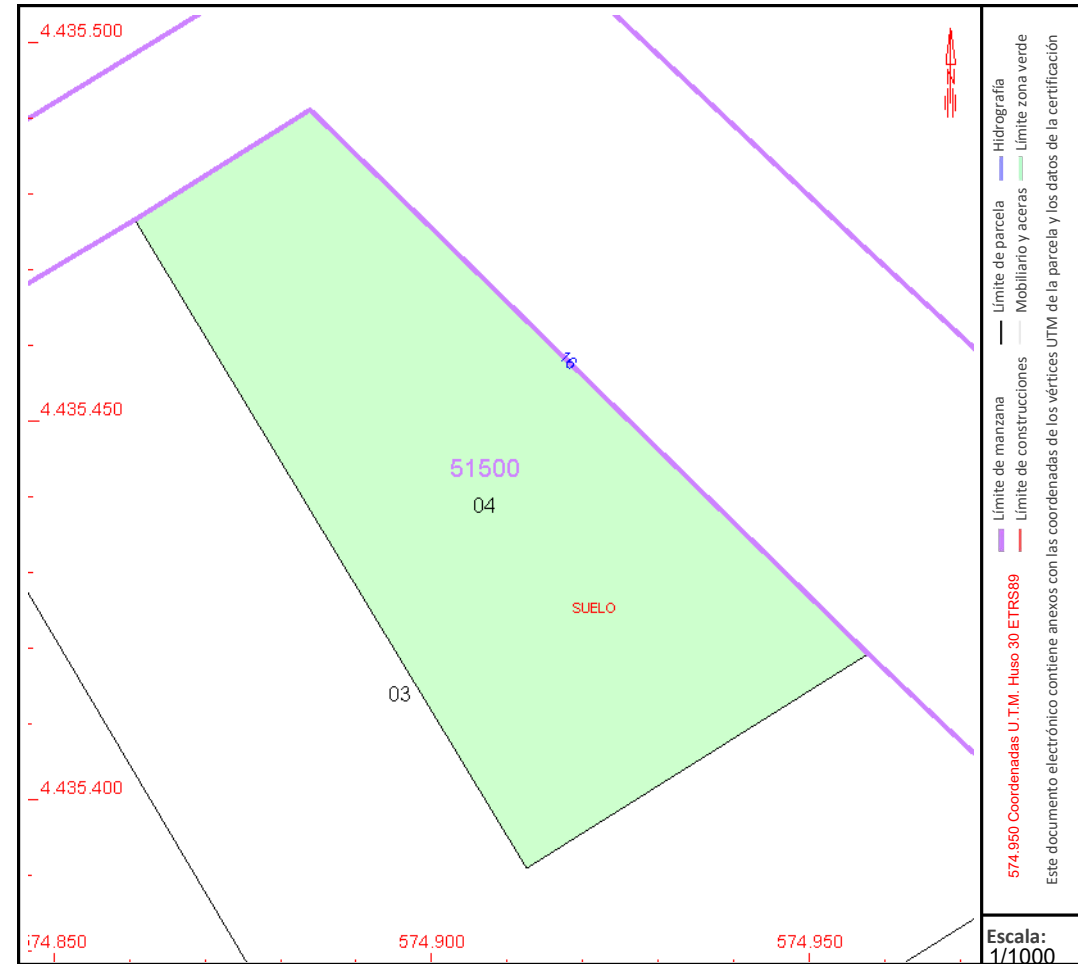 4.435.500
N
16
4.435.450
51500
04
SUELO
03
4.435.400
574.850
574.900
574.950
574.950 Coordenadas U.T.M. Huso 30 ETRS89
Límite de manzana
Límite de parcela
Hidrografía
Límite de construcciones
Mobiliario y aceras
Límite zona verde
Este documento electrónico contiene anexos con las coordenadas de los vértices UTM de la parcela y los datos de la certificación
Escala:
1/1000